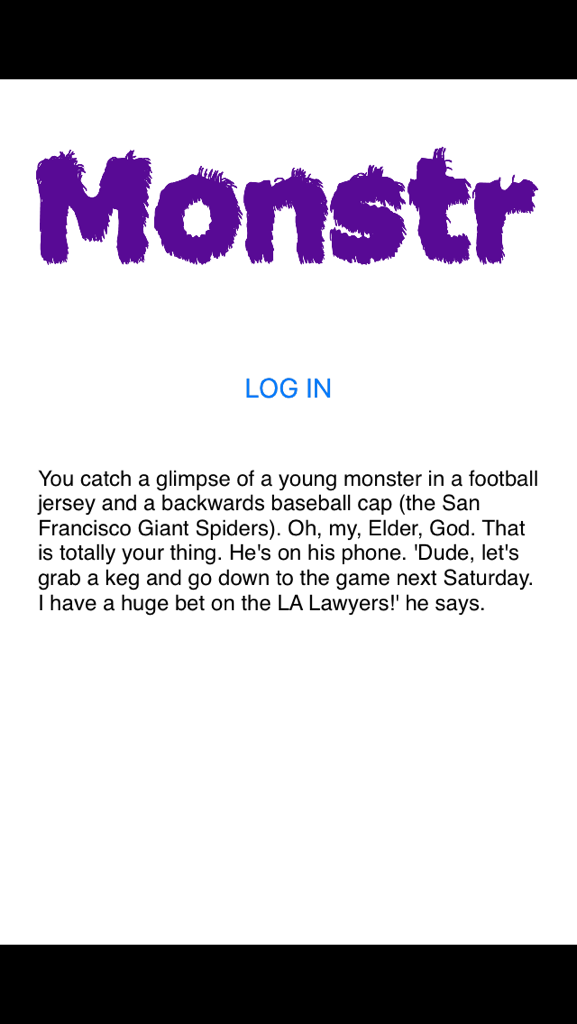 Monstr
LOG IN
You catch a glimpse of a young monster in a football
jersey and a backwards baseball cap (the San
Francisco Giant Spiders). Oh, my, Elder, God. That
is totally your thing. He's on his phone. 'Dude, let's
grab a keg and go down to the game next Saturday.
I have a huge bet on the LA Lawyers!' he says.